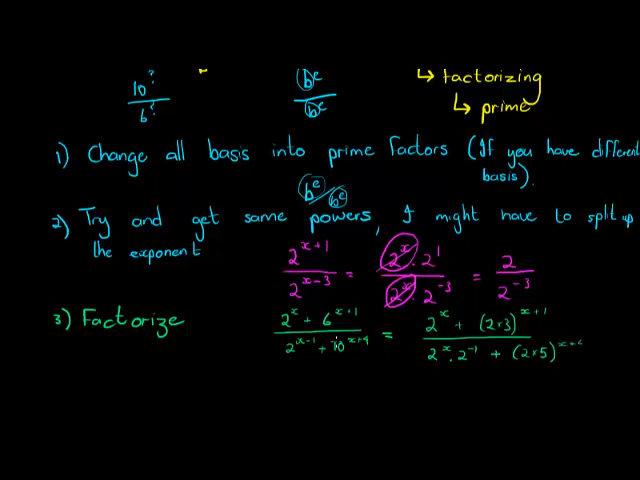 10^? / 6^?
b^e / b^e
↳ factorizing
↳ prime
1) Change all basis into prime factors (If you have different basis).
b^e / b^e
2) Try and get same powers, I might have to split up
the exponent
2^(x+1) / 2^(x-3) = 2^x · 2^1 / 2^x · 2^-3 = 2 / 2^-3
3) Factorize
2^x + 6^(x+1) / 2^(x-1) + 10^(x+4) = 2^x + (2×3)^(x+1) / 2^x · 2^-1 + (2×5)